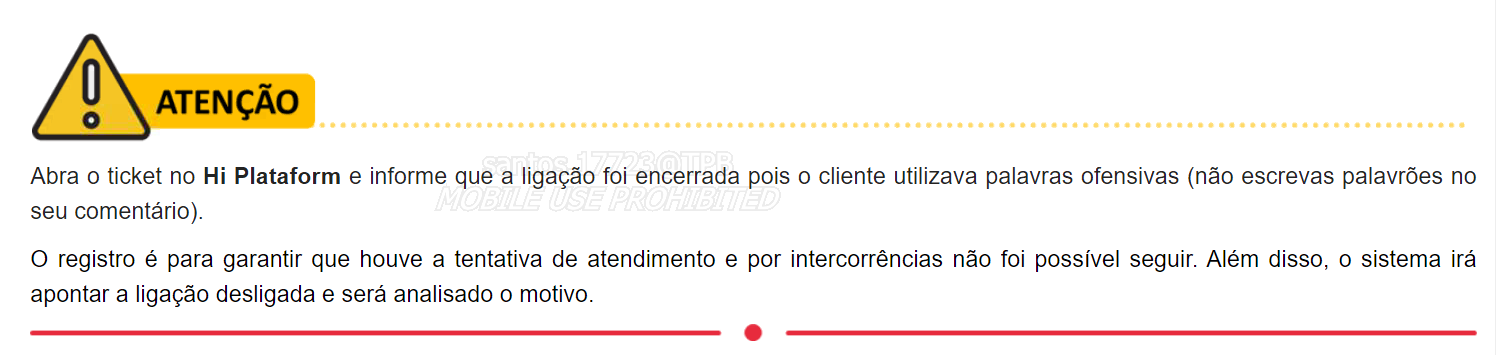 ATENÇÃO
santos.17723@TPB
Abra o ticket no Hi Plataform e informe que a ligação foi encerrada pois o cliente utilizava palavras ofensivas (não escrevas palavrões no
MOBILE USE PROHIBITED
seu comentário).
O registro é para garantir que houve a tentativa de atendimento e por intercorrências não foi possível seguir. Além disso, o sistema irá
apontar a ligação desligada e será analisado o motivo.